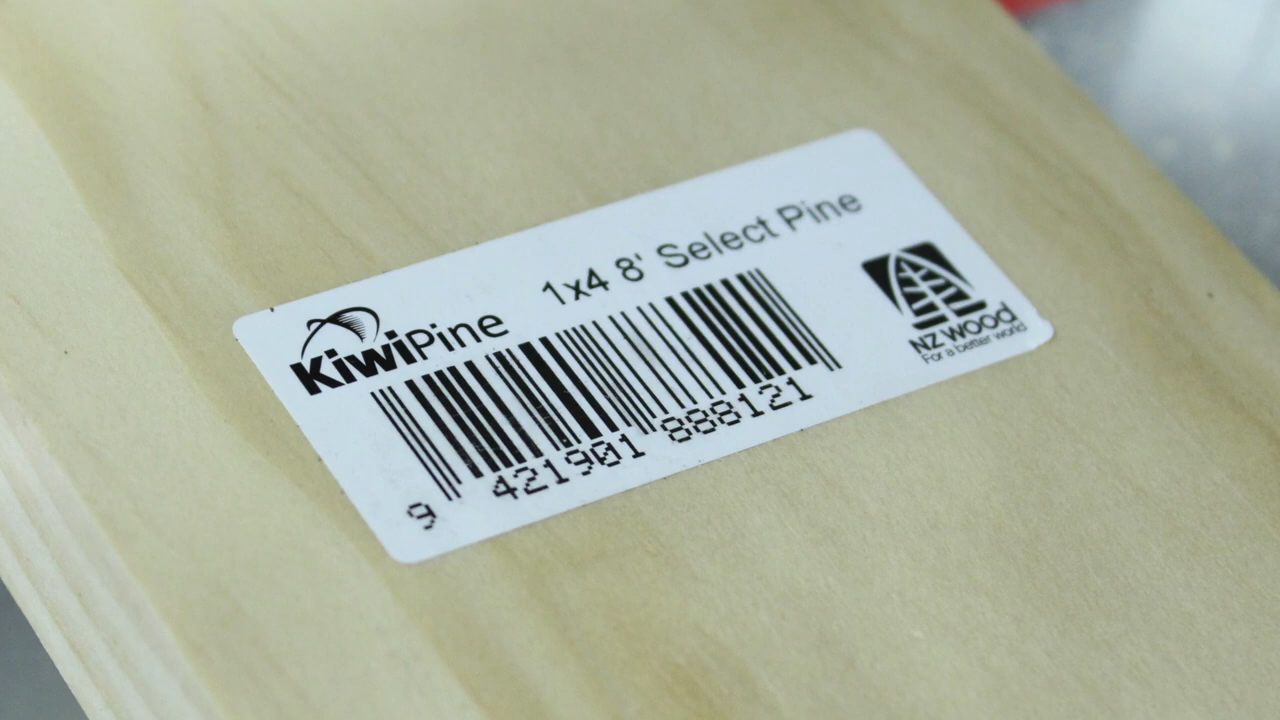 1x4 8' Select Pine
KiwiPine
9 421901 888121
NZ wood
For a better world